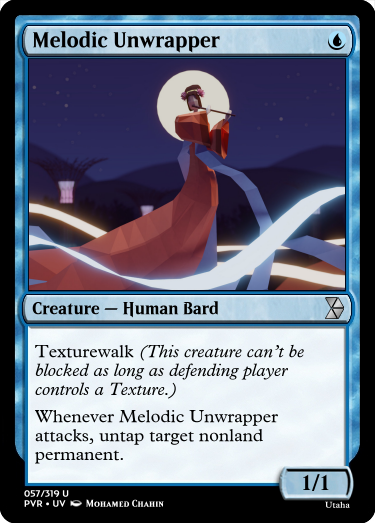 Melodic Unwrapper
Creature — Human Bard
Texturewalk (This creature can't be
blocked as long as defending player
controls a Texture.)
Whenever Melodic Unwrapper
attacks, untap target nonland
permanent.
1/1
057/319 U
PVR • UV Mohamed Chahin
Utaha